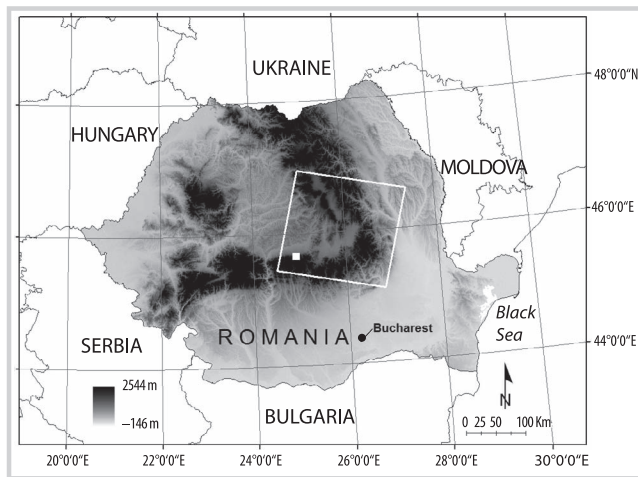 UKRAINE
48°0'0"N
HUNGARY
MOLDOVA
46°0'0"E
Black
Sea
ROMANIA
Bucharest
SERBIA
44°0'0"E
2544 m
–146 m
N
BULGARIA
0 25 50 100 Km
20°0'0"E 22°0'0"E 24°0'0"E 26°0'0"E 28°0'0"E 30°0'0"E